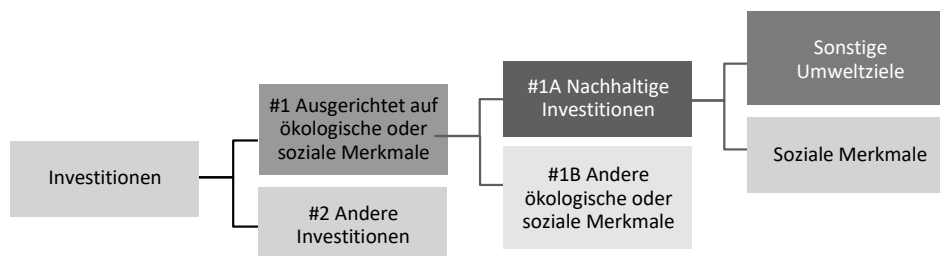 Investitionen
#1 Ausgerichtet auf
ökologische oder
soziale Merkmale
#2 Andere
Investitionen
#1A Nachhaltige
Investitionen
#1B Andere
ökologische oder
soziale Merkmale
Sonstige
Umweltziele
Soziale Merkmale